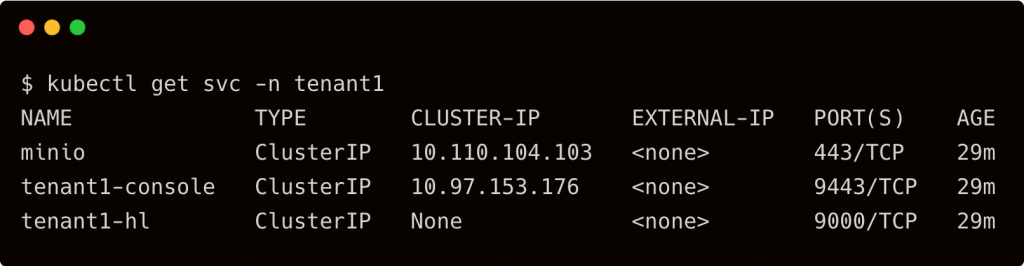 $ kubectl get svc -n tenant1
NAME TYPE CLUSTER-IP EXTERNAL-IP PORT(S) AGE
minio ClusterIP 10.110.104.103 <none> 443/TCP 29m
tenant1-console ClusterIP 10.97.153.176 <none> 9443/TCP 29m
tenant1-hl ClusterIP None <none> 9000/TCP 29m